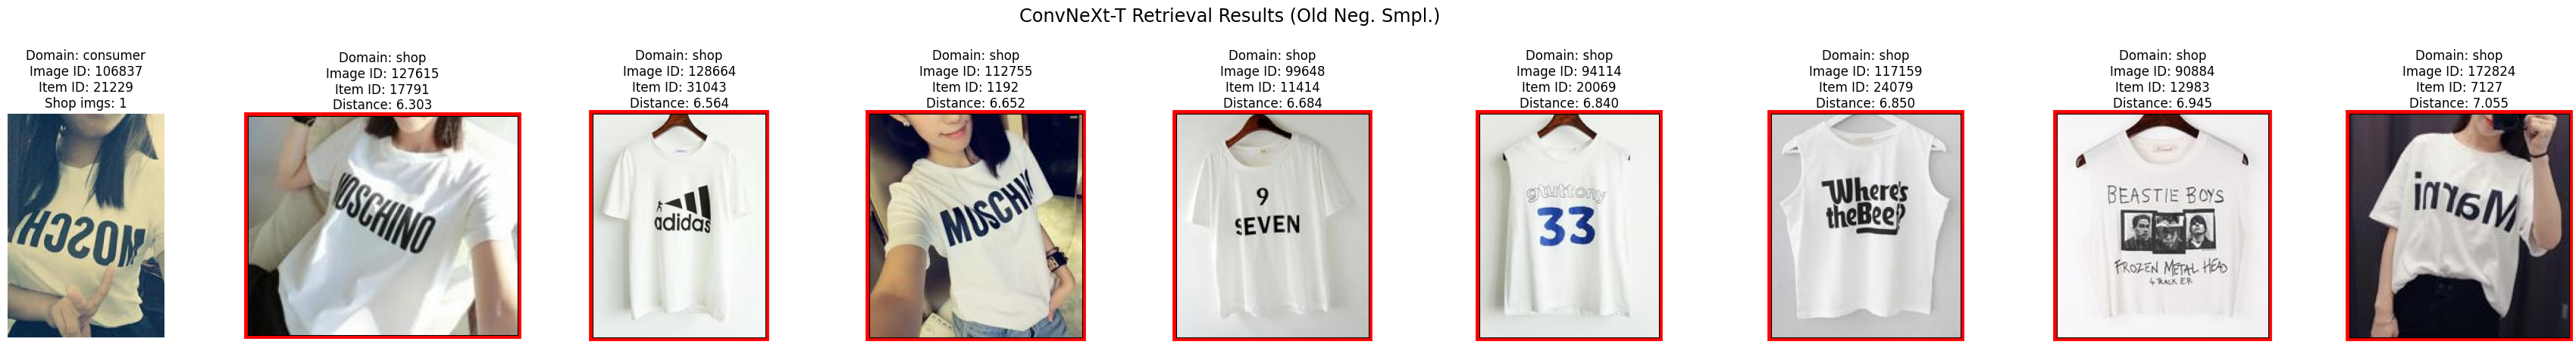 ConvNeXt-T Retrieval Results (Old Neg. Smpl.)
Domain: consumer
Image ID: 106837
Item ID: 21229
Shop imgs: 1
MOSCH
Domain: shop
Image ID: 127615
Item ID: 17791
Distance: 6.303
MOSCHINO
Domain: shop
Image ID: 128664
Item ID: 31043
Distance: 6.564
adidas
Domain: shop
Image ID: 112755
Item ID: 1192
Distance: 6.652
MUSCHI
Domain: shop
Image ID: 99648
Item ID: 11414
Distance: 6.684
9
SEVEN
Domain: shop
Image ID: 94114
Item ID: 20069
Distance: 6.840
gtuttony
33
Domain: shop
Image ID: 117159
Item ID: 24079
Distance: 6.850
Where's
theBee?
Domain: shop
Image ID: 90884
Item ID: 12983
Distance: 6.945
BEASTIE BOYS
FROZEN METAL HEAD
4 TRACK E.P.
Domain: shop
Image ID: 172824
Item ID: 7127
Distance: 7.055
Marni